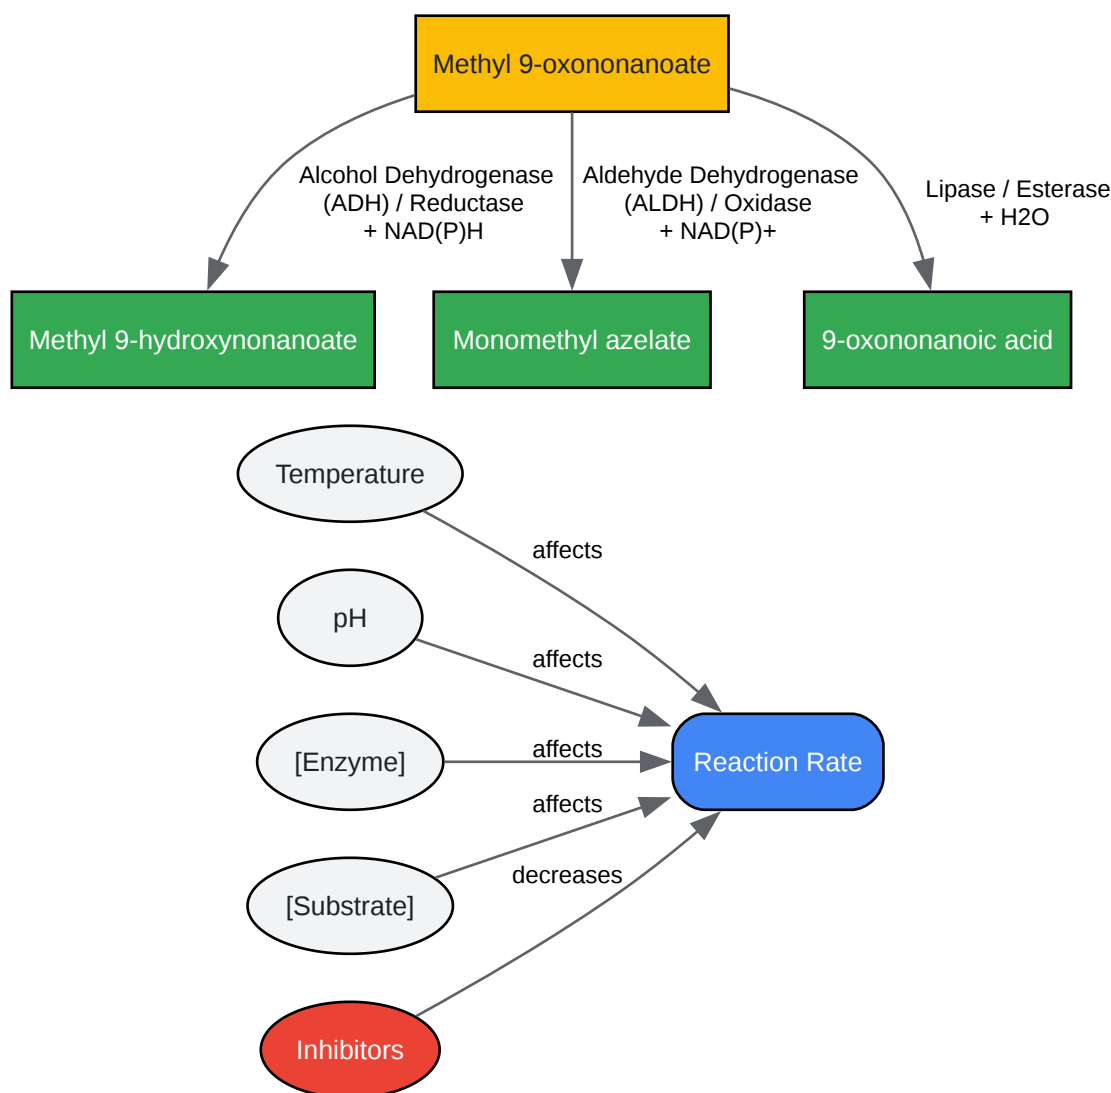 Methyl 9-oxononanoate
Alcohol Dehydrogenase
(ADH) / Reductase
+ NAD(P)H
Aldehyde Dehydrogenase
(ALDH) / Oxidase
+ NAD(P)+
Lipase / Esterase
+ H2O
Methyl 9-hydroxynonanoate
Monomethyl azelate
9-oxononanoic acid
Temperature
affects
pH
affects
[Enzyme]
affects
Reaction Rate
affects
[Substrate]
decreases
Inhibitors